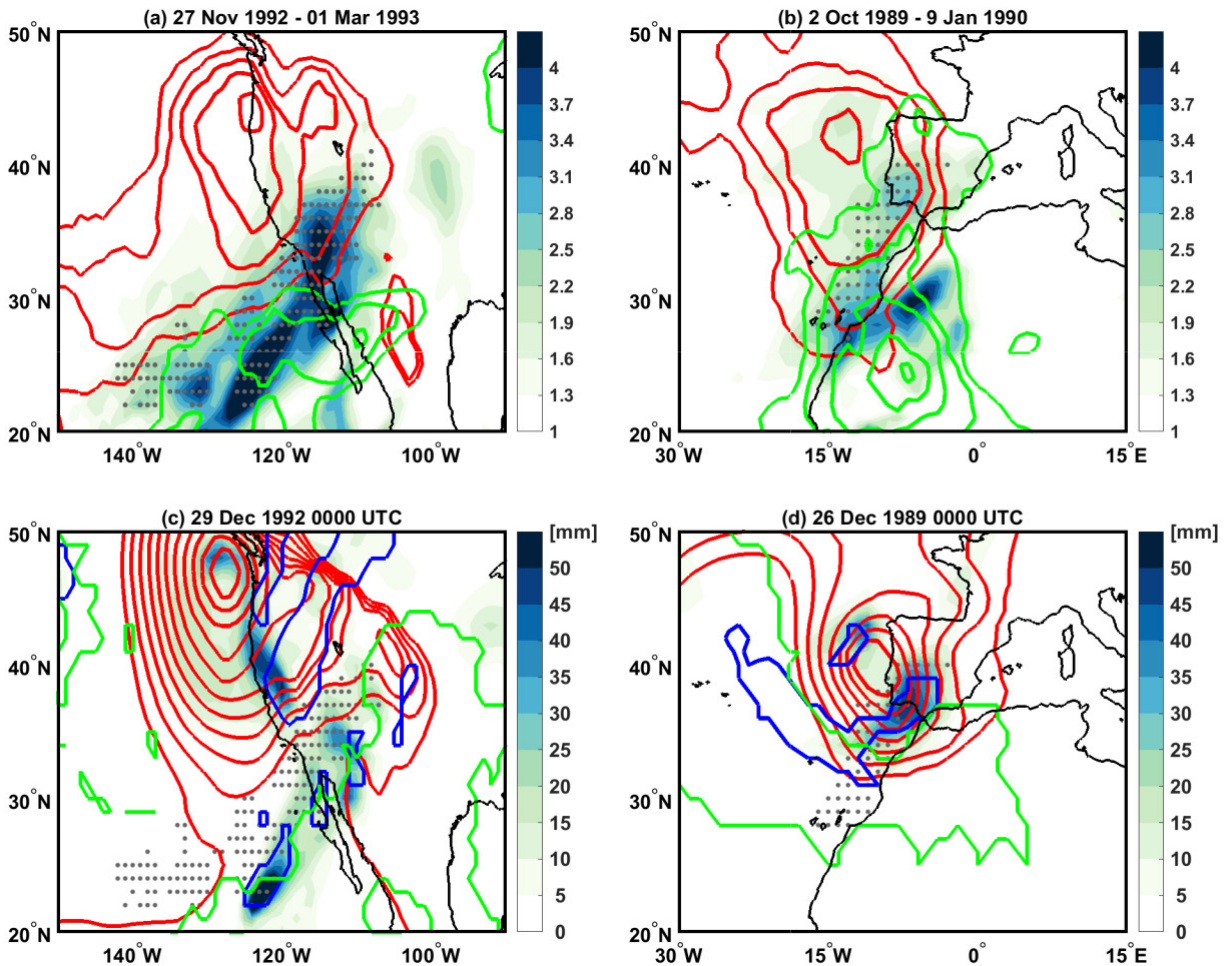 (a) 27 Nov 1992 - 01 Mar 1993
50°N
40°N
30°N
20°N
140°W
120°W
100°W
4
3.7
3.4
3.1
2.8
2.5
2.2
1.9
1.6
1.3
1
(b) 2 Oct 1989 - 9 Jan 1990
50°N
40°N
30°N
20°N
30°W
15°W
0°
15°E
4
3.7
3.4
3.1
2.8
2.5
2.2
1.9
1.6
1.3
1
(c) 29 Dec 1992 0000 UTC
50°N
40°N
30°N
20°N
140°W
120°W
100°W
[mm]
50
45
40
35
30
25
20
15
10
5
0
(d) 26 Dec 1989 0000 UTC
50°N
40°N
30°N
20°N
30°W
15°W
0°
15°E
[mm]
50
45
40
35
30
25
20
15
10
5
0